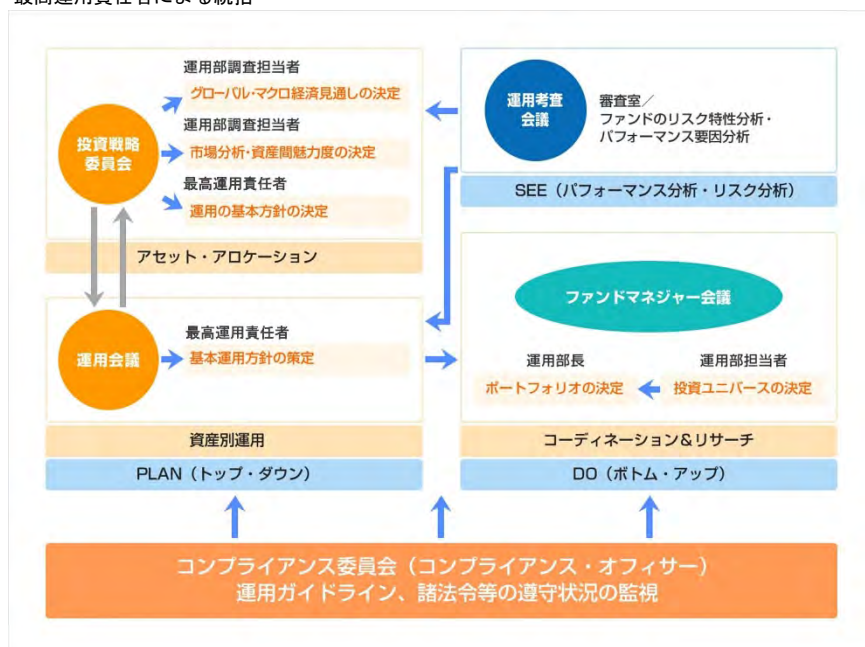 最高運用責任者による統括
投資戦略
委員会
運用部調査担当者
グローバル・マクロ経済見通しの決定
運用部調査担当者
市場分析・資産間魅力度の決定
最高運用責任者
運用の基本方針の決定
アセット・アロケーション
運用会議
最高運用責任者
基本運用方針の策定
資産別運用
PLAN（トップ・ダウン）
運用考査
会議
審査室／
ファンドのリスク特性分析・
パフォーマンス要因分析
SEE（パフォーマンス分析・リスク分析）
ファンドマネジャー会議
運用部長
ポートフォリオの決定
運用部担当者
投資ユニバースの決定
コーディネーション＆リサーチ
DO（ボトム・アップ）
コンプライアンス委員会（コンプライアンス・オフィサー）
運用ガイドライン、諸法令等の遵守状況の監視